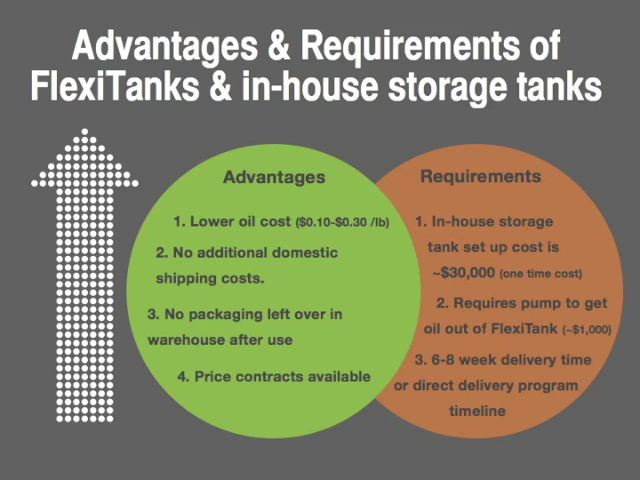 Advantages & Requirements of
FlexiTanks & in-house storage tanks
Advantages
1. Lower oil cost ($0.10-$0.30 /lb)
2. No additional domestic
shipping costs.
3. No packaging left over in
warehouse after use
4. Price contracts available
Requirements
1. In-house storage
tank set up cost is
~$30,000 (one time cost)
2. Requires pump to get
oil out of FlexiTank (~$1,000)
3. 6-8 week delivery time
or direct delivery program
timeline